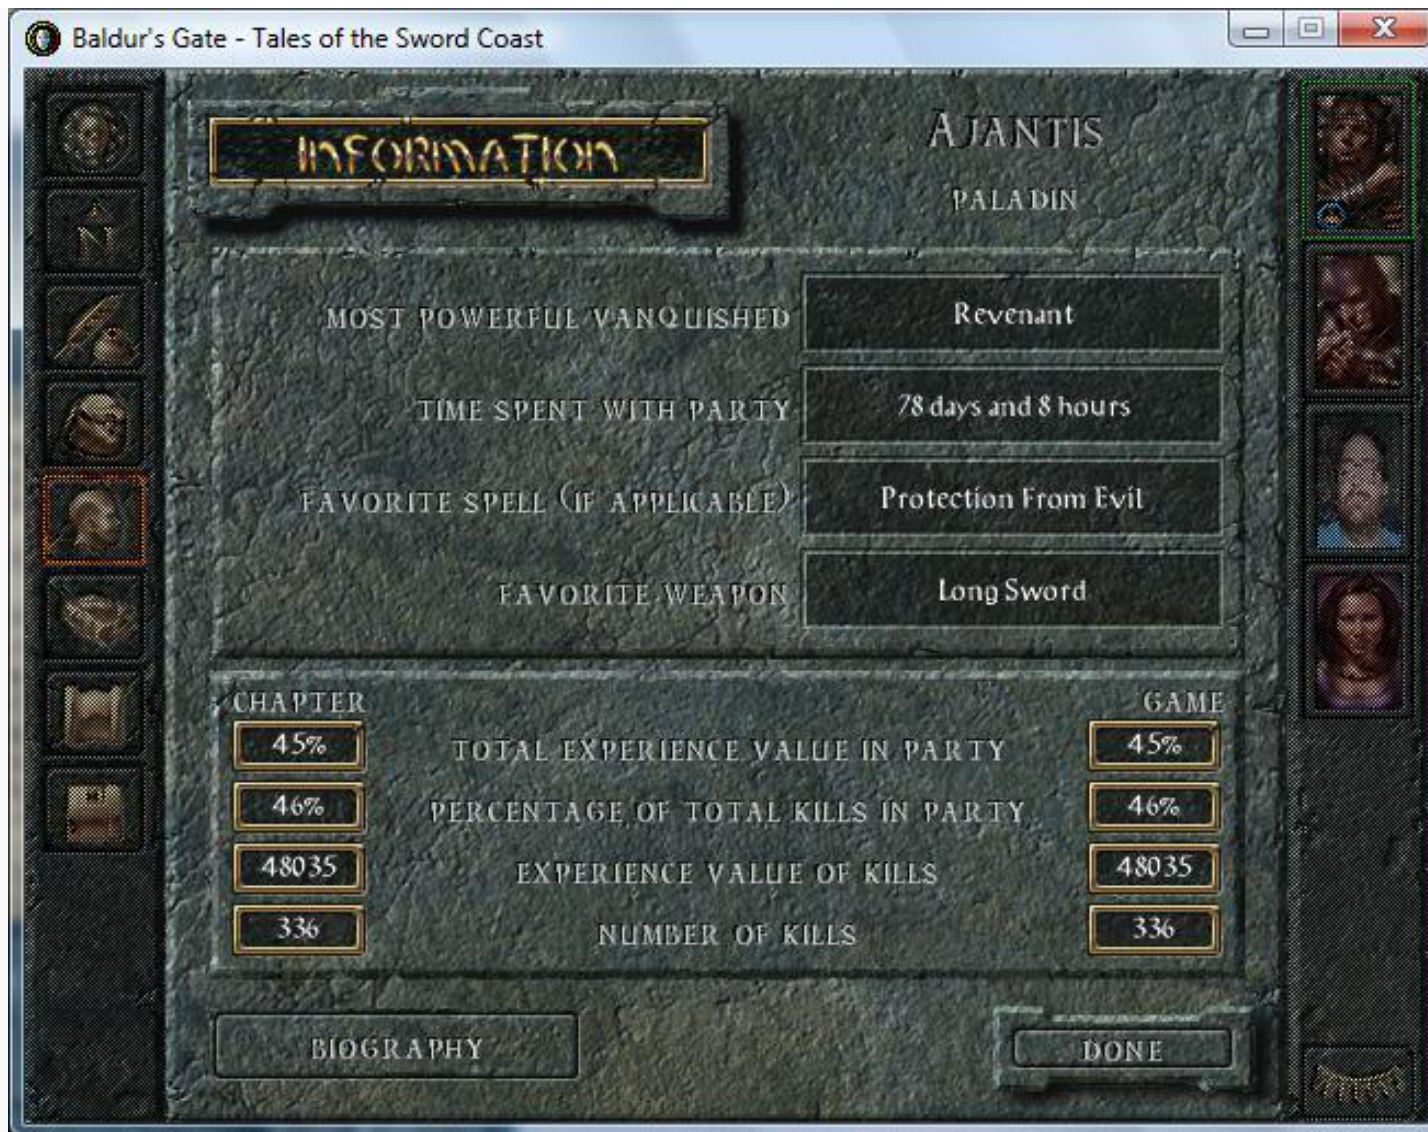 Baldur's Gate - Tales of the Sword Coast
INFORMATION
AJANTIS
PALADIN
MOST POWERFUL VANQUISHED
Revenant
TIME SPENT WITH PARTY
78 days and 8 hours
FAVORITE SPELL (IF APPLICABLE)
Protection From Evil
FAVORITE WEAPON
Long Sword
CHAPTER
GAME
45%
TOTAL EXPERIENCE VALUE IN PARTY
45%
46%
PERCENTAGE OF TOTAL KILLS IN PARTY
46%
48035
EXPERIENCE VALUE OF KILLS
48035
336
NUMBER OF KILLS
336
BIOGRAPHY
DONE